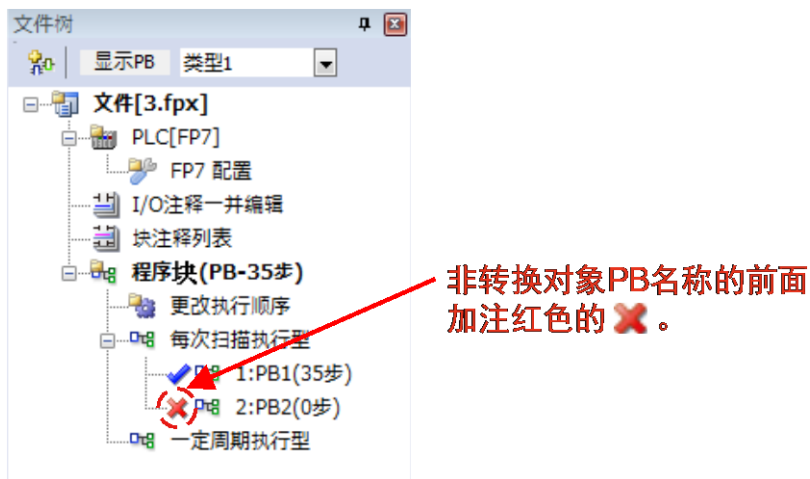 文件树
显示PB 类型1
文件[3.fpx]
PLC[FP7]
FP7 配置
I/O注释一并编辑
块注释列表
程序块(PB-35步)
更改执行顺序
每次扫描执行型
1:PB1(35步)
2:PB2(0步)
一定周期执行型
非转换对象PB名称的前面
加注红色的 。